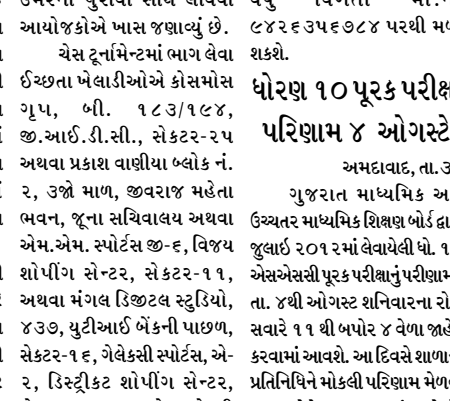 આયોજકોએ ખાસ જણાવ્યું છે.
ચેસ ટૂર્નામેન્ટમાં ભાગ લેવા
ઈચ્છતા ખેલાડીઓએ કોસમોસ
ગૃપ, બી. ૧૮૩/૧૯૪,
જી.આઈ.ડી.સી., સેકટર-૨૫
અથવા પ્રકાશ વાણીયા બ્લોક નં.
૨, ૩જો માળ, જીવરાજ મહેતા
ભવન, જૂના સચિવાલય અથવા
એમ.એમ. સ્પોર્ટસ જી-૬, વિજય
શોપીંગ સેન્ટર, સેકટર-૧૧,
અથવા મંગલ ડિજીટલ સ્ટુડિયો,
૪૩૭, યુટીઆઈ બેંકની પાછળ,
સેકટર-૧૬, ગેલેકસી સ્પોર્ટસ, એ-
૨, ડિસ્ટ્રીકટ શોપીંગ સેન્ટર,
૯૪૨૬૩૫૬૭૮૪ પરથી
શકશે.
ધોરણ ૧૦ પૂરક
પરિણામ ૪ ઓગસ્ટે
અમદાવાદ, તા.૩
ગુજરાત માધ્યમિક અ
ઉચ્ચતર માધ્યમિક શિક્ષણ બોર્ડ
જુલાઇ ૨૦૧૨માં લેવાયેલી ધો. ૧
એસએસસી પૂરક પરીક્ષાનું
તા. ૪થી ઓગસ્ટ શનિવારના
સવારે ૧૧ થી બપોર ૪ વેળા
કરવામાં આવશે. આ દિવસે
પ્રતિનિધિને મોકલી પરિણામ